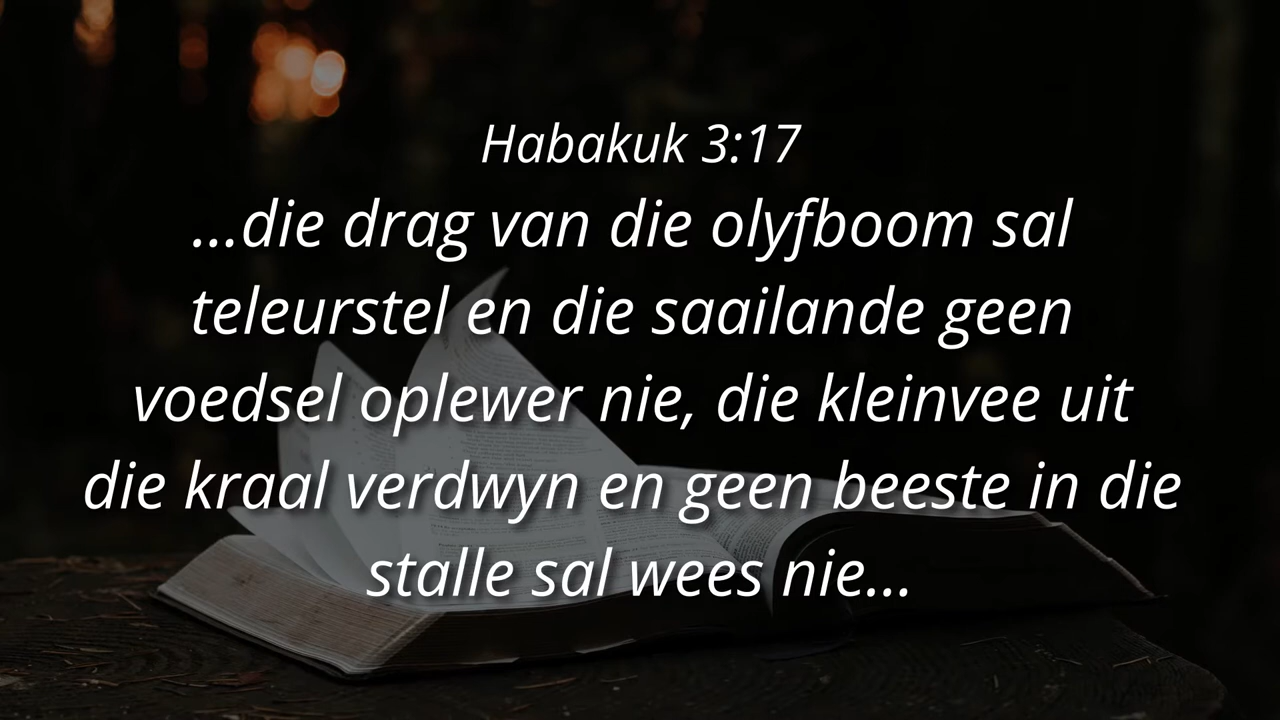 Habakuk 3:17
...die drag van die olyfboom sal
teleurstel en die saailande geen
voedsel oplewer nie, die kleinvee uit
die kraal verdwyn en geen beeste in die
stalle sal wees nie...